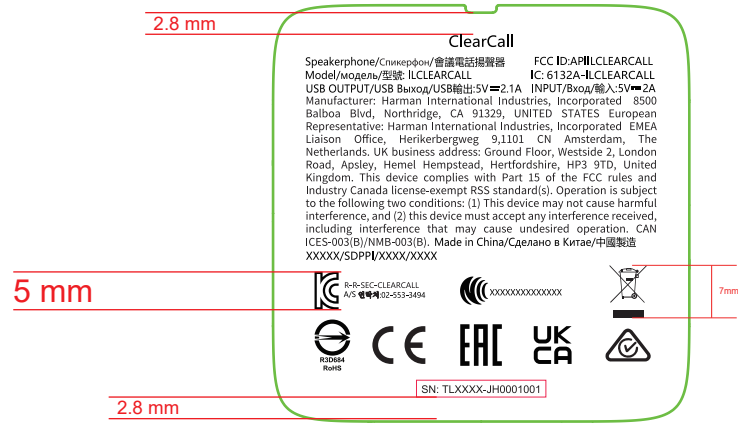 2.8 mm
ClearCall
Speakerphone/Спикерфон/會議電話揚聲器 FCC ID:APIILCLEARCALL
Model/модель/型號: ILCLEARCALL IC: 6132A-ILCLEARCALL
USB OUTPUT/USB Выход/USB輸出:5V⎓2.1A INPUT/Вход/輸入:5V⎓2A
Manufacturer: Harman International Industries, Incorporated 8500
Balboa Blvd, Northridge, CA 91329, UNITED STATES European
Representative: Harman International Industries, Incorporated EMEA
Liaison Office, Herikerbergweg 9,1101 CN Amsterdam, The
Netherlands. UK business address: Ground Floor, Westside 2, London
Road, Apsley, Hemel Hempstead, Hertfordshire, HP3 9TD, United
Kingdom. This device complies with Part 15 of the FCC rules and
Industry Canada license-exempt RSS standard(s). Operation is subject
to the following two conditions: (1) This device may not cause harmful
interference, and (2) this device must accept any interference received,
including interference that may cause undesired operation. CAN
ICES-003(B)/NMB-003(B). Made in China/Сделано в Китае/中國製造
XXXXX/SDPPI/XXXX/XXXX
5 mm
R-R-SEC-CLEARCALL
A/S 연락처:02-553-3494
XXXXXXXXXXXXXX
7mm
R3D684
RoHS
CE
EAC
UK
CA
SN: TLXXXX-JH0001001
2.8 mm